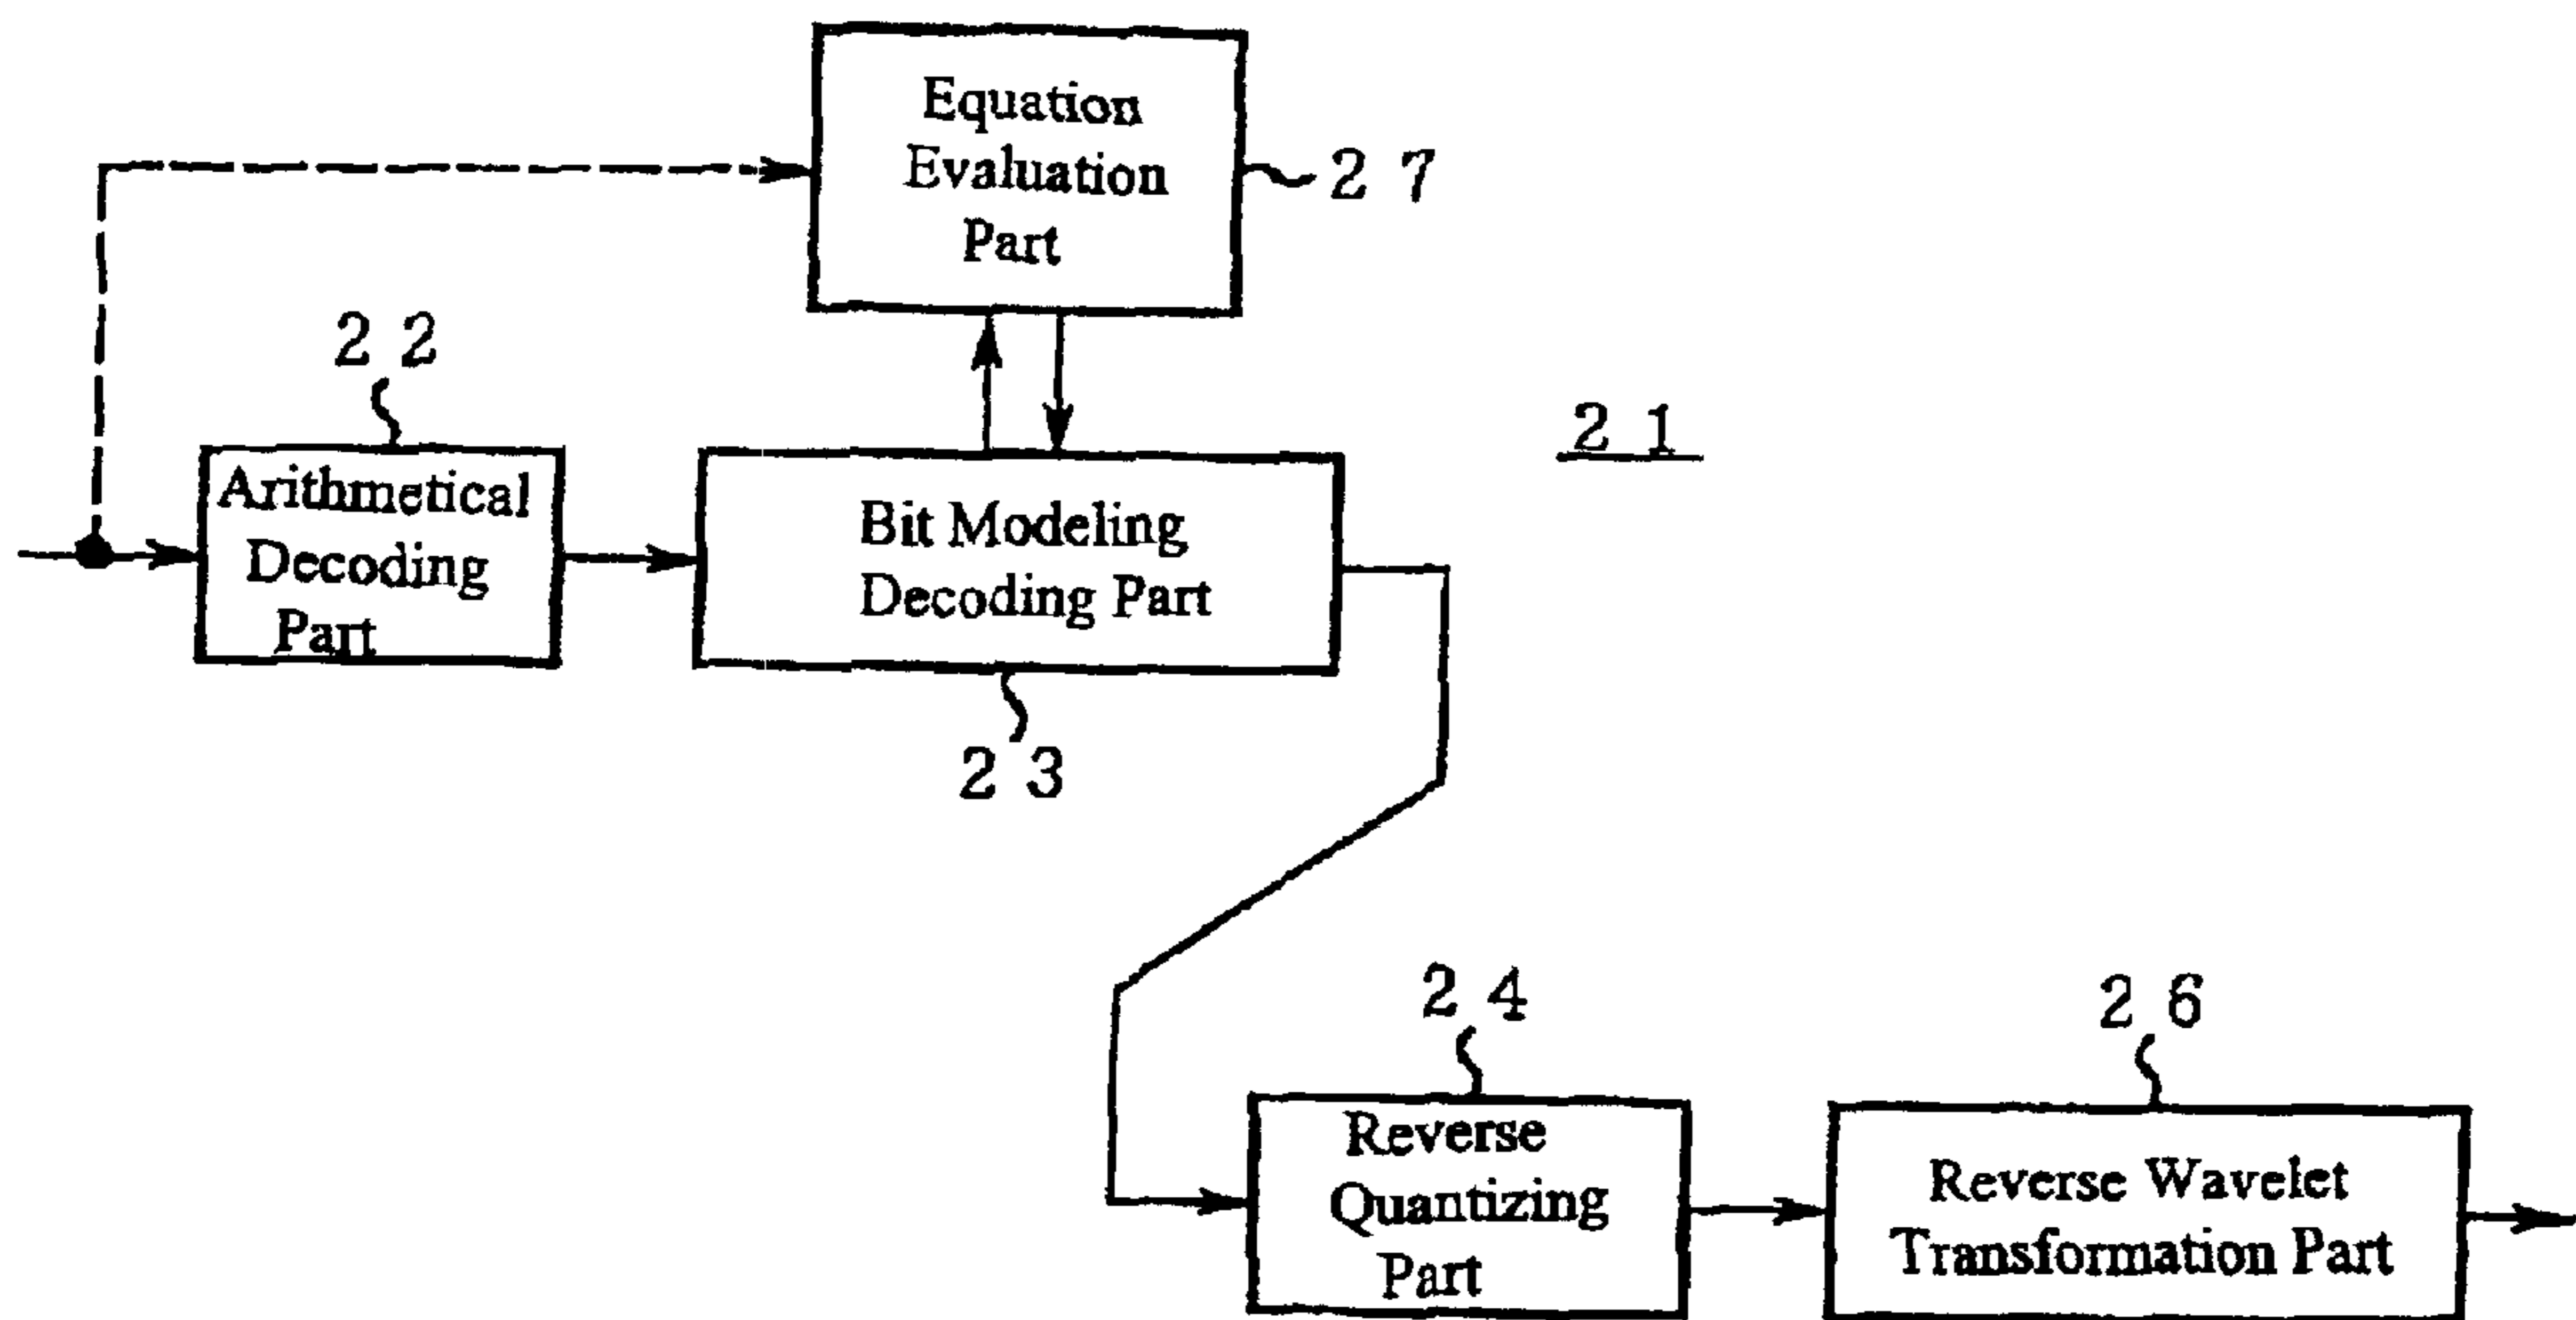 Equation
Evaluation
Part
2 7
2 2
2 1
Arithmetical
Decoding
Part
Bit Modeling
Decoding Part
2 3
2 4
2 6
Reverse
Quantizing
Part
Reverse Wavelet
Transformation Part